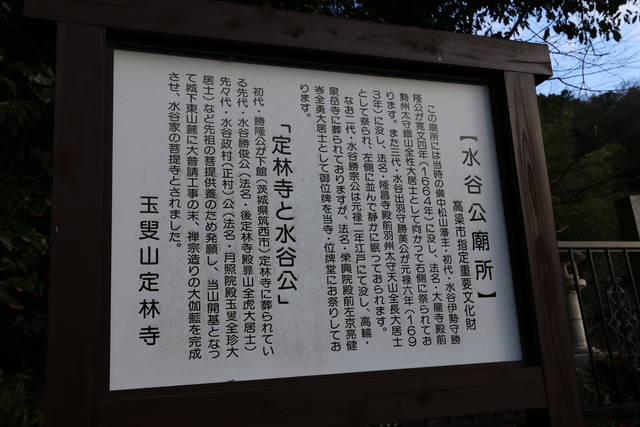 【水谷公廟所】
高梁市指定重要文化財
この廟所には当時の備中松山藩主・初代・水谷伊勢守勝
隆公が寛文四年(1664年)に没し、法名・大龍寺殿前
勢州太守鐵山全性大居士として向かって右側に祭られてお
ります。また三代・水谷出羽守勝美公が元禄六年(169
3年)に没し、法名・隆昌寺殿前羽州太守天山全長大居士
として祭られ、左側に並んで静かに眠っておられます。
なお二代・水谷勝宗公は元禄二年江戸にて没し、高輪・
泉岳寺に葬られておりますが、法名・榮興院殿前左京亮健
峯全勇大居士として御位牌を当寺・位牌堂にお祭りしてお
ります。
「定林寺と水谷公」
初代・勝隆公が下館(茨城県筑西市)定林寺に葬られてい
る先代・水谷勝俊公(法名・後定林寺殿扉山全虎大居士)
先々代・水谷政村(正村)公(法名・月照院殿玉叟全珍大
居士)など先祖の菩提供養のため発願し、当山開基となっ
て城下東山麓に大普請工事の末、禅宗造りの大伽藍を完成
させ、水谷家の菩提寺とされました。
玉叟山定林寺